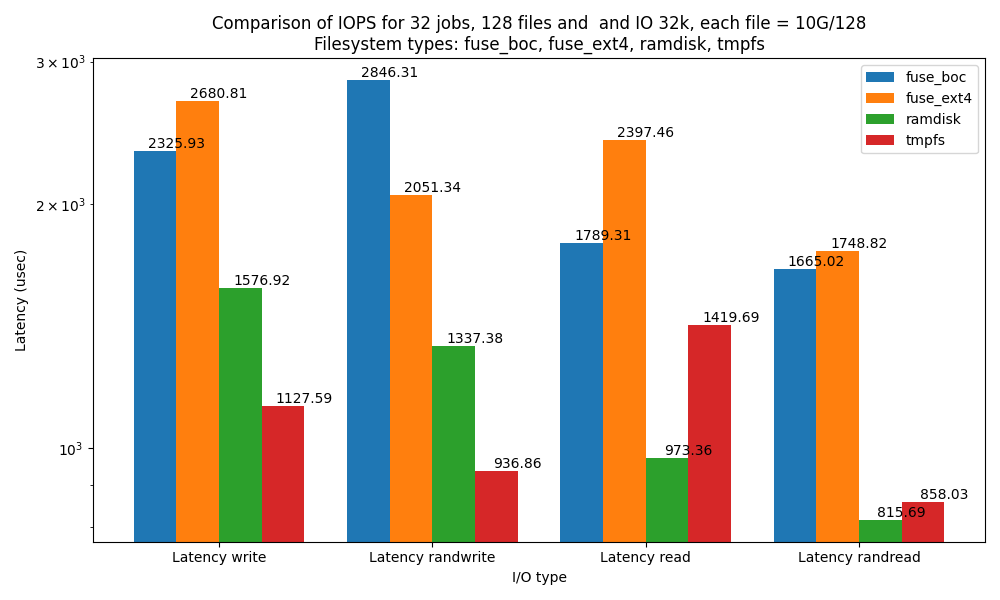 Comparison of IOPS for 32 jobs, 128 files and  and IO 32k, each file = 10G/128
Filesystem types: fuse_boc, fuse_ext4, ramdisk, tmpfs
fuse_boc
fuse_ext4
ramdisk
tmpfs
3 × 10³
2 × 10³
10³
Latency (usec)
2325.93
2680.81
1576.92
1127.59
2846.31
2051.34
1337.38
936.86
1789.31
2397.46
973.36
1419.69
1665.02
1748.82
815.69
858.03
Latency write
Latency randwrite
Latency read
Latency randread
I/O type